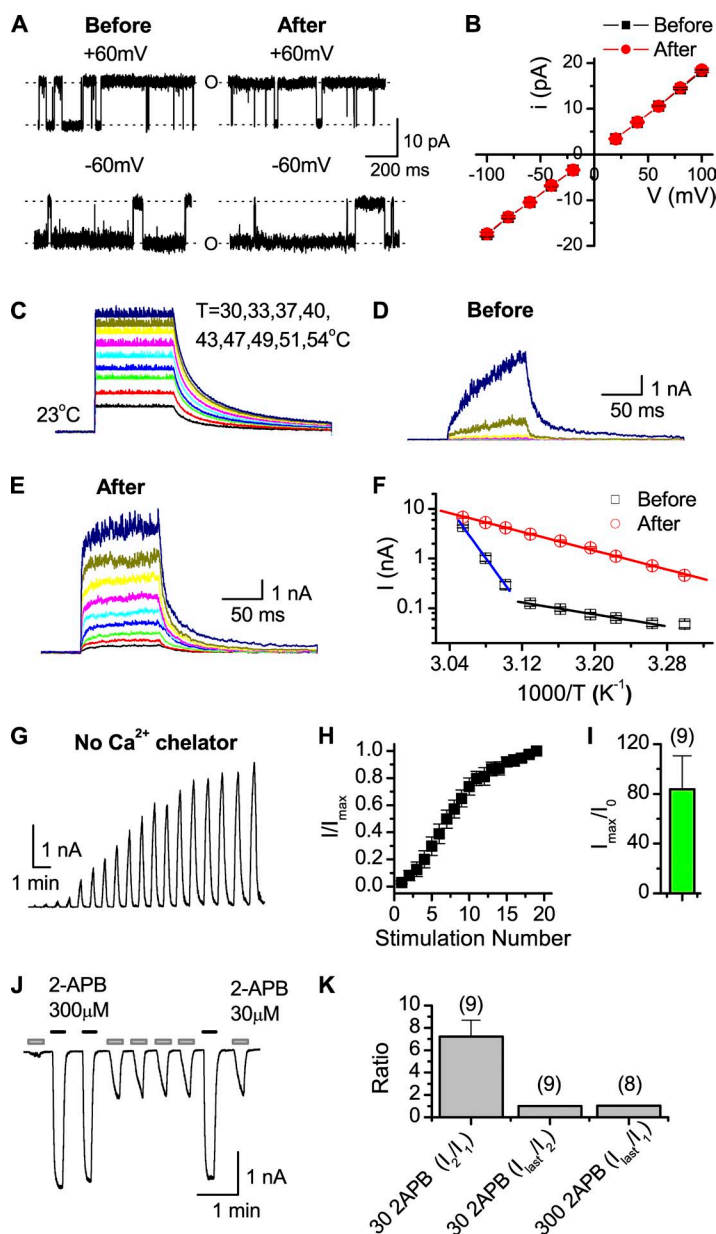 A
Before
After
+60mV
+60mV
O
10 pA
200 ms
-60mV
-60mV
O
B
Before
After
i (pA)
20
10
0
-10
-20
-100
-50
0
50
100
V (mV)
C
T=30,33,37,40,
43,47,49,51,54°C
23°C
D
Before
1 nA
50 ms
E
After
1 nA
50 ms
F
Before
After
I (nA)
10
1
0.1
3.04
3.12
3.20
3.28
1000/T (K⁻¹)
G
No Ca²⁺ chelator
1 nA
1 min
H
I/Imax
1.0
0.8
0.6
0.4
0.2
0.0
0
5
10
15
20
Stimulation Number
I
(9)
Imax/I0
120
80
40
0
J
2-APB
300µM
2-APB
30µM
1 nA
1 min
K
Ratio
10
8
6
4
2
0
(9)
(9)
(8)
30 2APB (I2/I1)
30 2APB (Ilast/I2)
300 2APB (Ilast/I1)